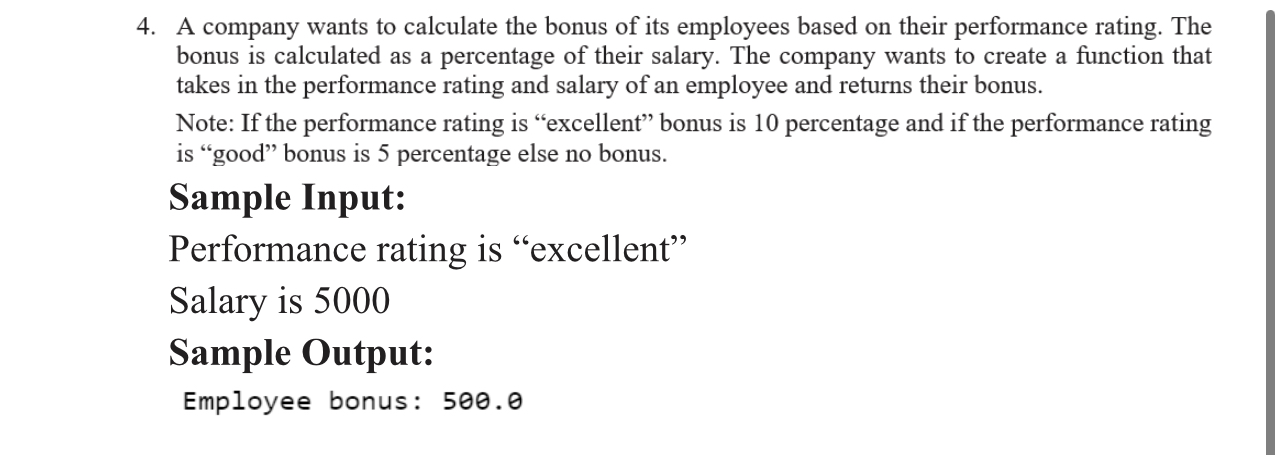 4. A company wants to calculate the bonus of its employees based on their performance rating. The
bonus is calculated as a percentage of their salary. The company wants to create a function that
takes in the performance rating and salary of an employee and returns their bonus.
Note: If the performance rating is “excellent” bonus is 10 percentage and if the performance rating
is “good” bonus is 5 percentage else no bonus.
Sample Input:
Performance rating is “excellent”
Salary is 5000
Sample Output:
Employee bonus: 500.0